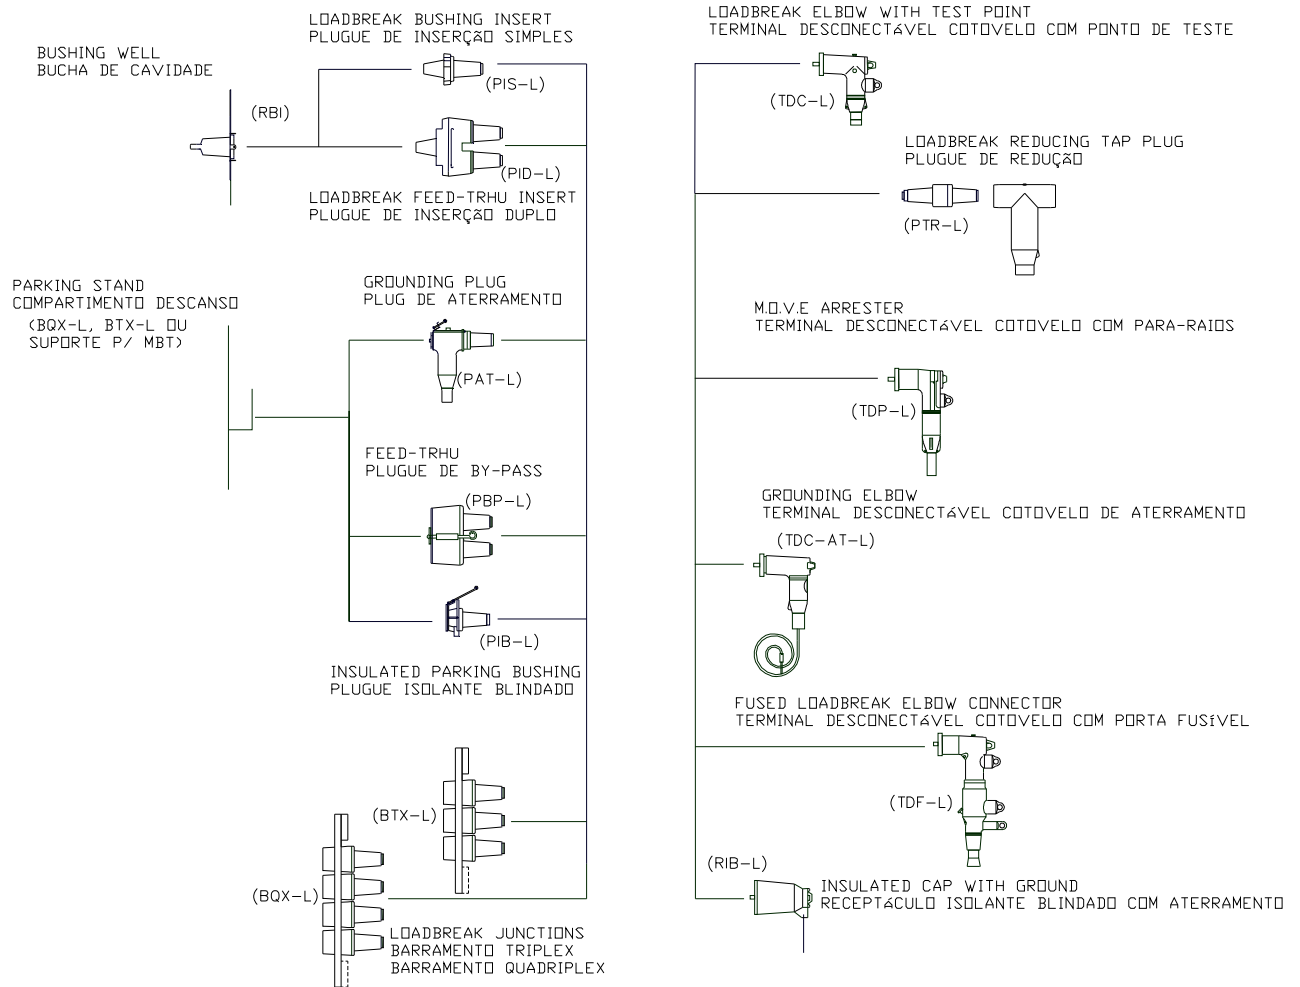 LOADBREAK BUSHING INSERT
PLUGUE DE INSERÇãO SIMPLES
BUSHING WELL
BUCHA DE CAVIDADE
(PIS-L)
(RBI)
(PID-L)
LOADBREAK FEED-TRHU INSERT
PLUGUE DE INSERÇãO DUPLO
PARKING STAND
COMPARTIMENTO DESCANSO
(BQX-L, BTX-L OU
SUPORTE P/ MBT)
GROUNDING PLUG
PLUG DE ATERRAMENTO
(PAT-L)
FEED-TRHU
PLUGUE DE BY-PASS
(PBP-L)
(PIB-L)
INSULATED PARKING BUSHING
PLUGUE ISOLANTE BLINDADO
(BTX-L)
(BQX-L)
LOADBREAK JUNCTIONS
BARRAMENTO TRIPLEX
BARRAMENTO QUADRIPLEX
LOADBREAK ELBOW WITH TEST POINT
TERMINAL DESCONECTáVEL COTOVELO COM PONTO DE TESTE
(TDC-L)
LOADBREAK REDUCING TAP PLUG
PLUGUE DE REDUÇãO
(PTR-L)
M.O.V.E ARRESTER
TERMINAL DESCONECTáVEL COTOVELO COM PARA-RAIOS
(TDP-L)
GROUNDING ELBOW
TERMINAL DESCONECTáVEL COTOVELO DE ATERRAMENTO
(TDC-AT-L)
FUSED LOADBREAK ELBOW CONNECTOR
TERMINAL DESCONECTáVEL COTOVELO COM PORTA FUSíVEL
(TDF-L)
(RIB-L)
INSULATED CAP WITH GROUND
RECEPTáCULO ISOLANTE BLINDADO COM ATERRAMENTO